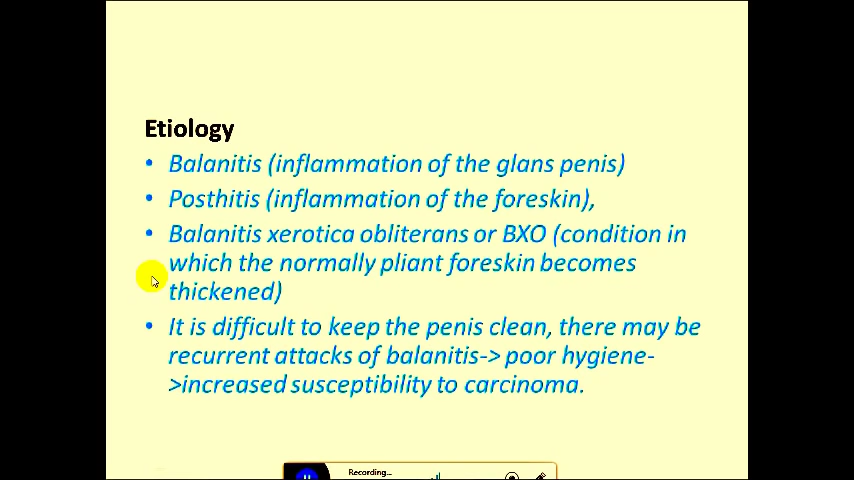 Etiology
• Balanitis (inflammation of the glans penis)
• Posthitis (inflammation of the foreskin),
• Balanitis xerotica obliterans or BXO (condition in
which the normally pliant foreskin becomes
thickened)
• It is difficult to keep the penis clean, there may be
recurrent attacks of balanitis-> poor hygiene-
>increased susceptibility to carcinoma.
Recording...